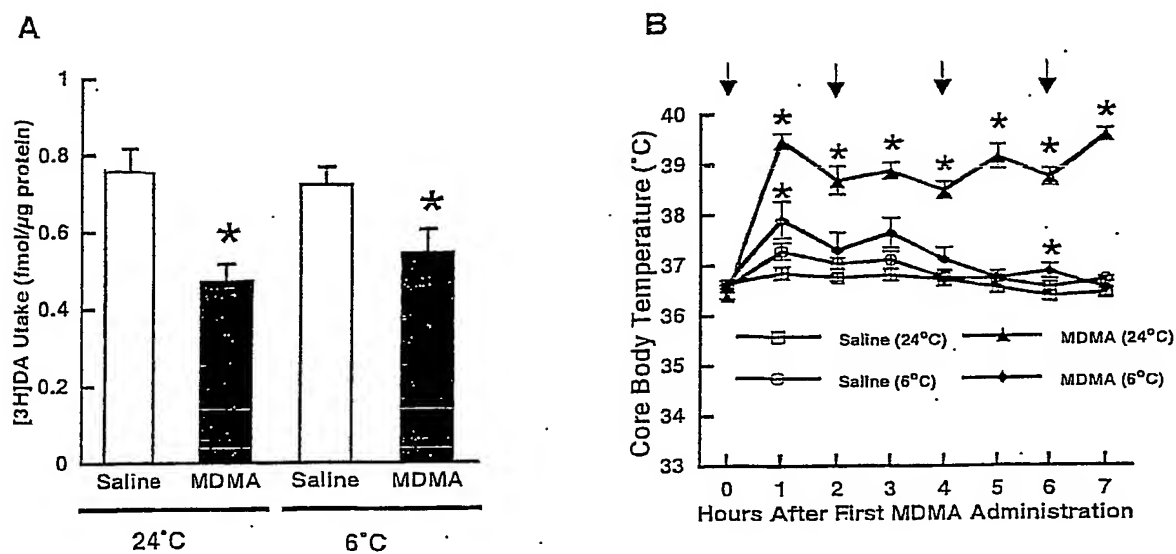 A
[3H]DA Utake (fmol/µg protein)
1
0.8
0.6
0.4
0.2
0
*
*
Saline MDMA Saline MDMA
24°C 6°C
B
Core Body Temperature (°C)
40
39
38
37
36
35
34
33
* * * * * * *
* *
Saline (24°C) MDMA (24°C)
Saline (6°C) MDMA (6°C)
0 1 2 3 4 5 6 7
Hours After First MDMA Administration